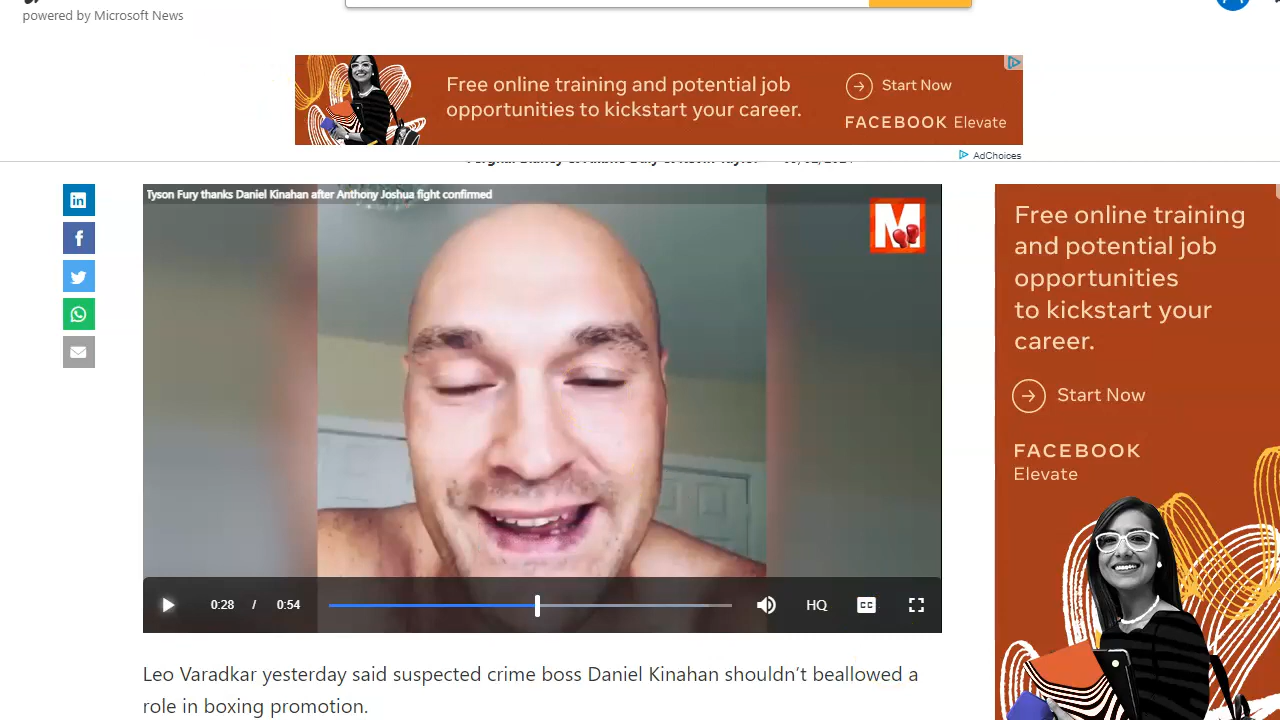 powered by Microsoft News
Free online training and potential job
opportunities to kickstart your career.
Start Now
FACEBOOK Elevate
AdChoices
Tyson Fury thanks Daniel Kinahan after Anthony Joshua fight confirmed
M
0:28 / 0:54
HQ
CC
Leo Varadkar yesterday said suspected crime boss Daniel Kinahan shouldn’t beallowed a
role in boxing promotion.
in
f
Free online training
and potential job
opportunities
to kickstart your
career.
Start Now
FACEBOOK
Elevate